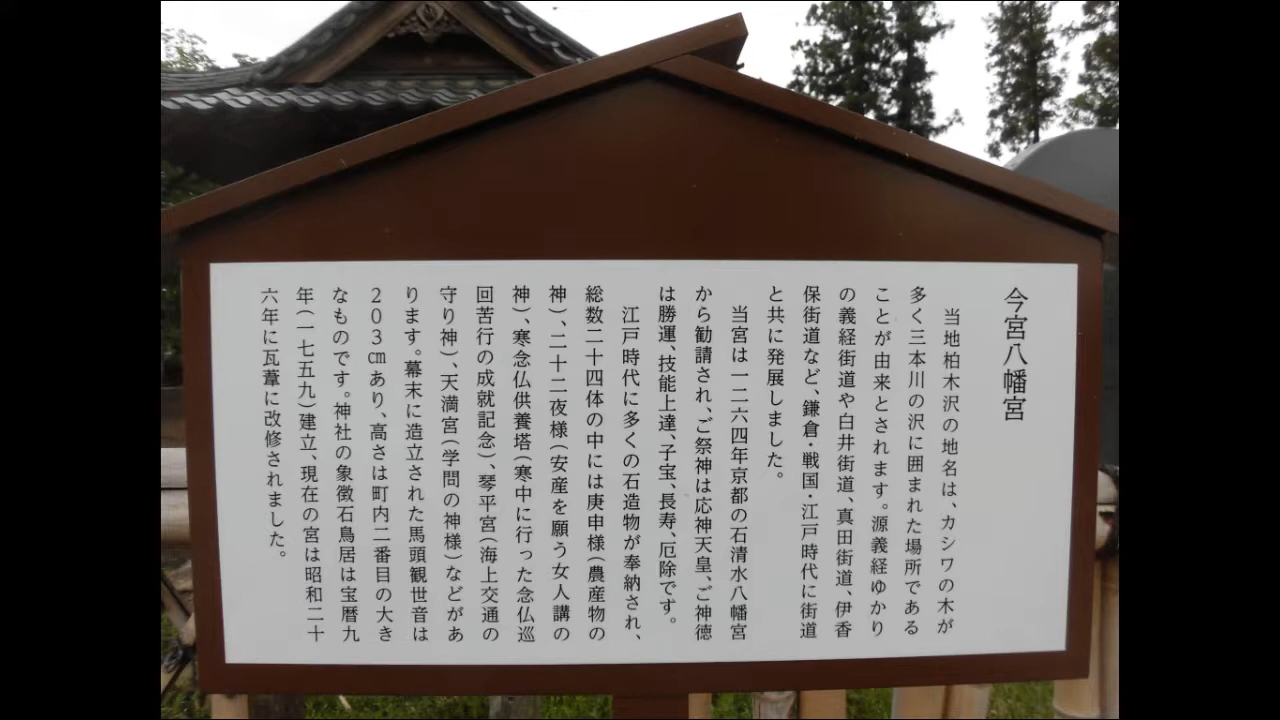 今宮八幡宮
当地柏木沢の地名は、カシワの木が
多く三本川の沢に囲まれた場所である
ことが由来とされます。源義経ゆかり
の義経街道や白井街道、真田街道、伊香
保街道など、鎌倉・戦国・江戸時代に街道
と共に発展しました。
当宮は一二六四年京都の石清水八幡宮
から勧請され、ご祭神は応神天皇、ご神徳
は勝運、技能上達、子宝、長寿、厄除です。
江戸時代に多くの石造物が奉納され、
総数二十四体の中には庚申様(農産物の
神)、二十二夜様(安産を願う女人講の
神)、寒念仏供養塔(寒中に行った念仏巡
回苦行の成就記念)、琴平宮(海上交通の
守り神)、天満宮(学問の神様)などがあ
ります。幕末に造立された馬頭観世音は
203㎝あり、高さは町内二番目の大き
なものです。神社の象徴石鳥居は宝暦九
年(一七五九)建立、現在の宮は昭和二十
六年に瓦葺に改修されました。